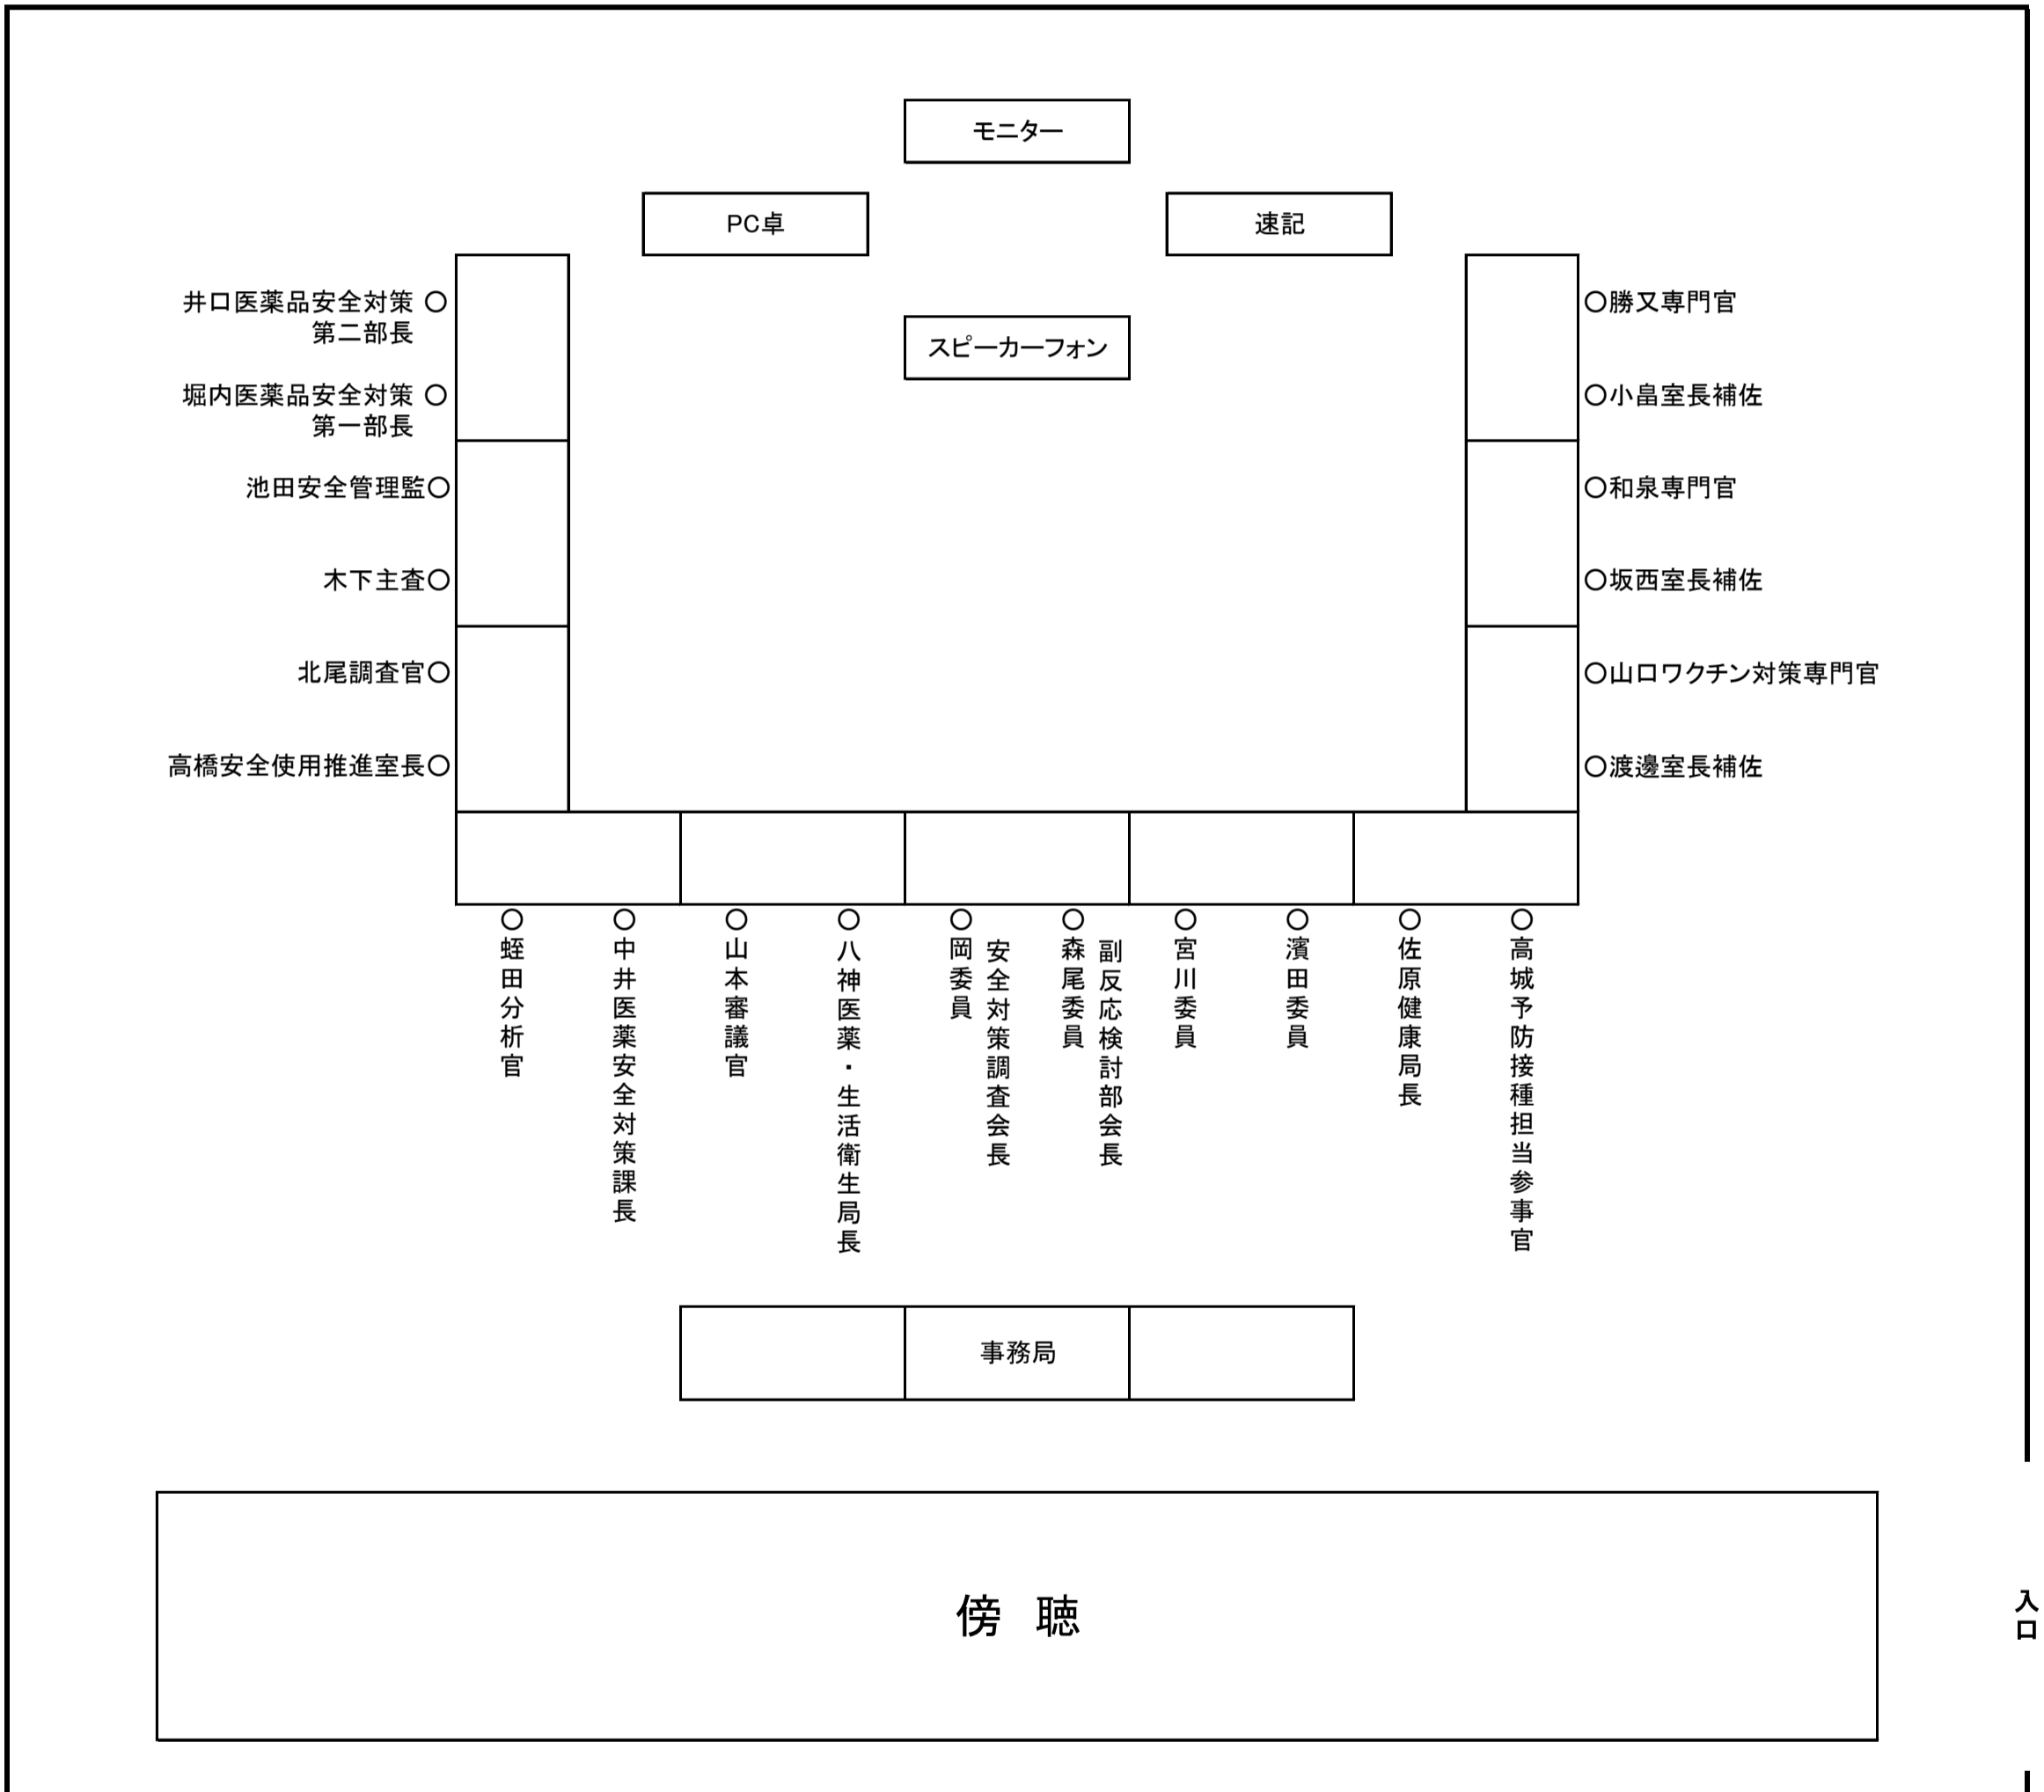 モニター
PC卓
速記
スピーカーフォン
井口医薬品安全対策 ○
第二部長
堀内医薬品安全対策 ○
第一部長
池田安全管理監○
木下主査○
北尾調査官○
高橋安全使用推進室長○
○勝又専門官
○小畠室長補佐
○和泉専門官
○坂西室長補佐
○山口ワクチン対策専門官
○渡邊室長補佐
○蛭田分析官
○中井医薬安全対策課長
○山本審議官
○八神医薬・生活衛生局長
○岡委員
安全対策調査会長
○森尾委員
副反応検討部会長
○宮川委員
○濱田委員
○佐原健康局長
○高城予防接種担当参事官
事務局
傍 聴
入口